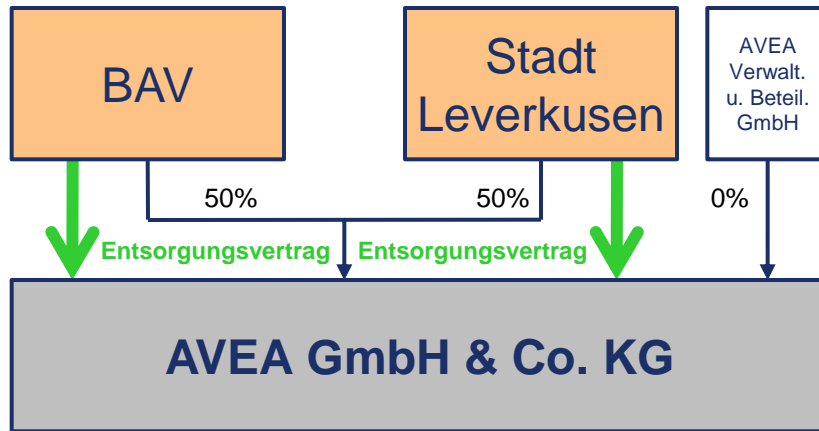 BAV
Stadt
Leverkusen
AVEA
Verwalt.
u. Beteil.
GmbH
50%
50%
0%
Entsorgungsvertrag
Entsorgungsvertrag
AVEA GmbH & Co. KG